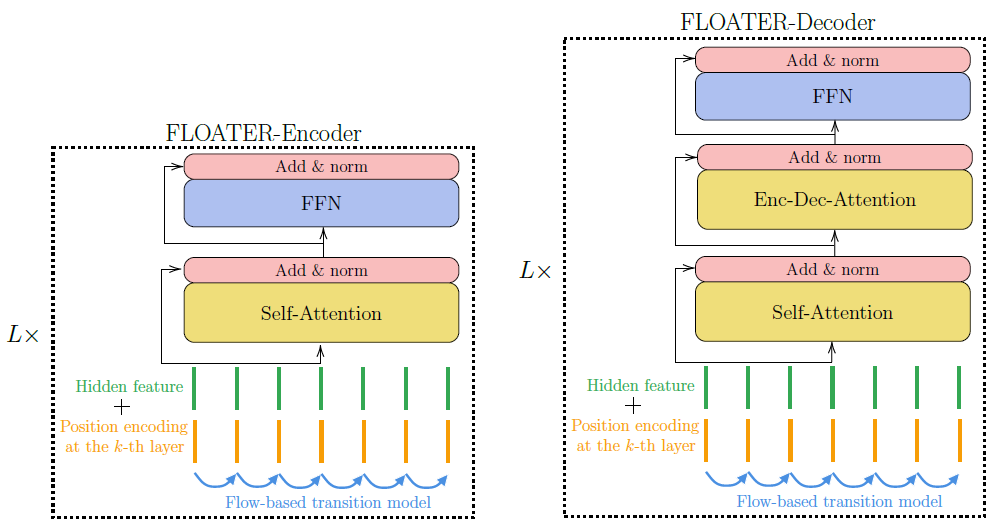 FLOATER-Encoder
Add & norm
FFN
Add & norm
Self-Attention
L×
Hidden feature
+
Position encoding
at the k-th layer
Flow-based transition model
FLOATER-Decoder
Add & norm
FFN
Add & norm
Enc-Dec-Attention
L×
Add & norm
Self-Attention
Hidden feature
+
Position encoding
at the k-th layer
Flow-based transition model